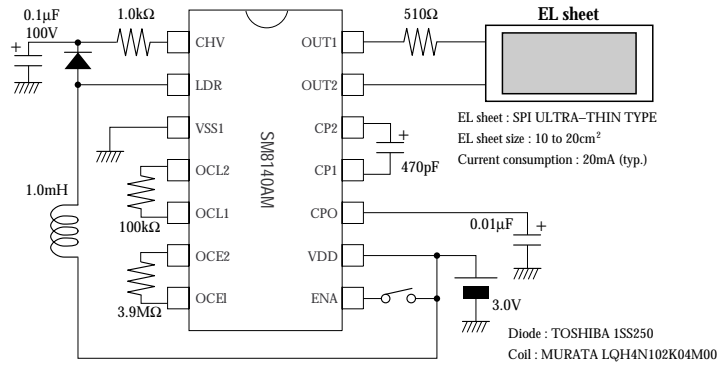 0.1μF
100V
1.0kΩ
510Ω
EL sheet
CHV
OUT1
LDR
OUT2
VSS1
CP2
OCL2
CP1
OCL1
CPO
OCE2
VDD
OCE1
ENA
SM8140AM
+
+
+
470pF
1.0mH
100kΩ
3.9MΩ
0.01μF
3.0V
EL sheet : SPI ULTRA–THIN TYPE
EL sheet size : 10 to 20cm²
Current consumption : 20mA (typ.)
Diode : TOSHIBA 1SS250
Coil : MURATA LQH4N102K04M00